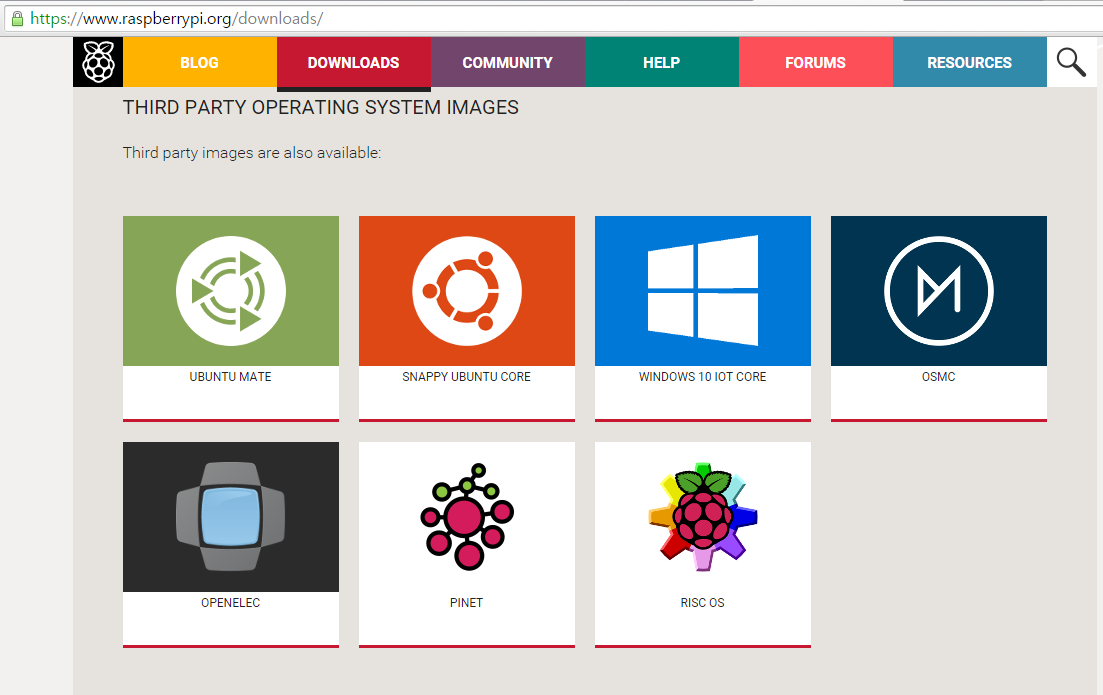 https://www.raspberrypi.org/downloads/
BLOG DOWNLOADS COMMUNITY HELP FORUMS RESOURCES
THIRD PARTY OPERATING SYSTEM IMAGES
Third party images are also available:
UBUNTU MATE SNAPPY UBUNTU CORE WINDOWS 10 IOT CORE OSMC
OPENELEC PINET RISC OS